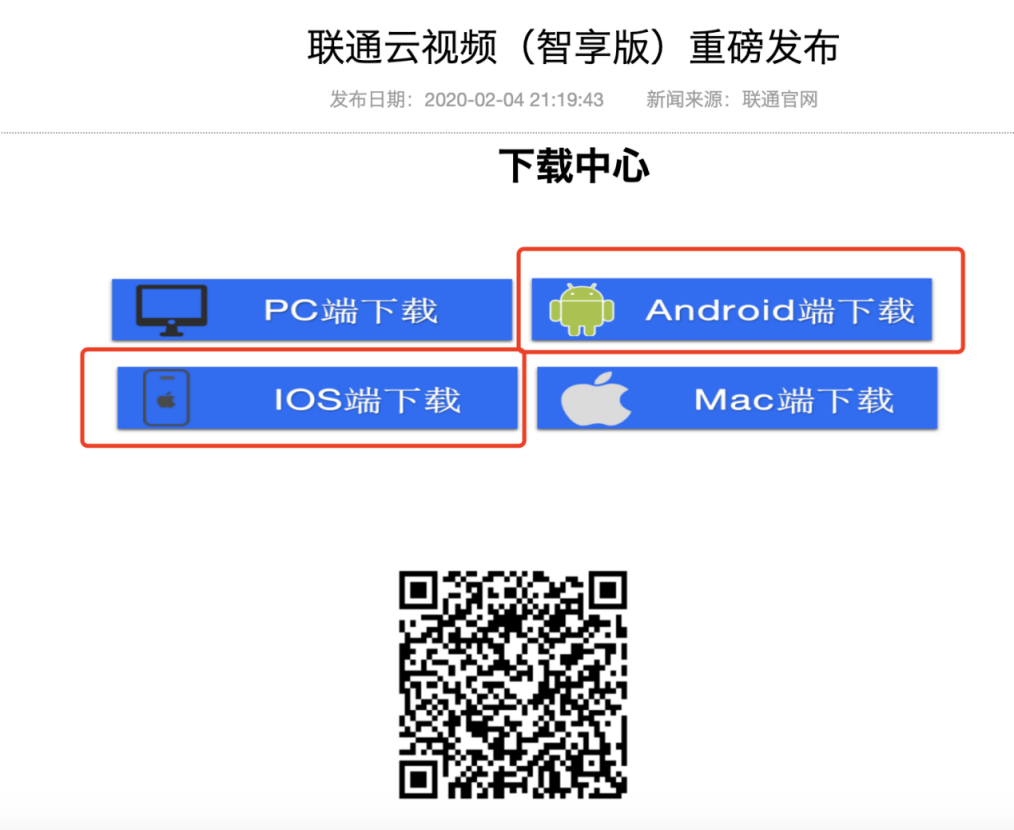 联通云视频（智享版）重磅发布
发布日期：2020-02-04 21:19:43 新闻来源：联通官网
下载中心
PC端下载
Android端下载
IOS端下载
Mac端下载